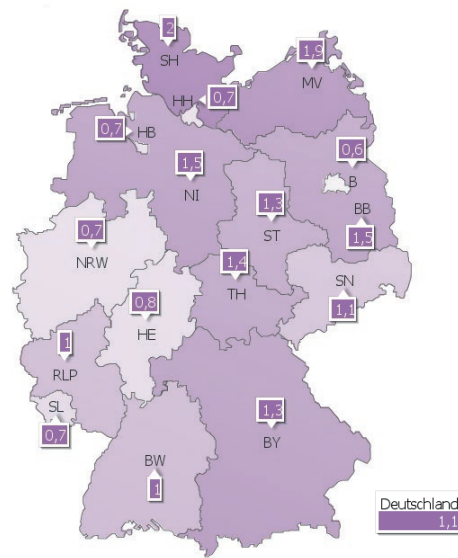 2
SH
1,9
MV
HH
0,7
0,7
HB
0,6
B
1,5
NI
1,3
ST
BB
1,5
0,7
NRW
1,4
TH
SN
1,1
0,8
HE
1
RLP
SL
0,7
1,3
BY
BW
1
Deutschland
1,1